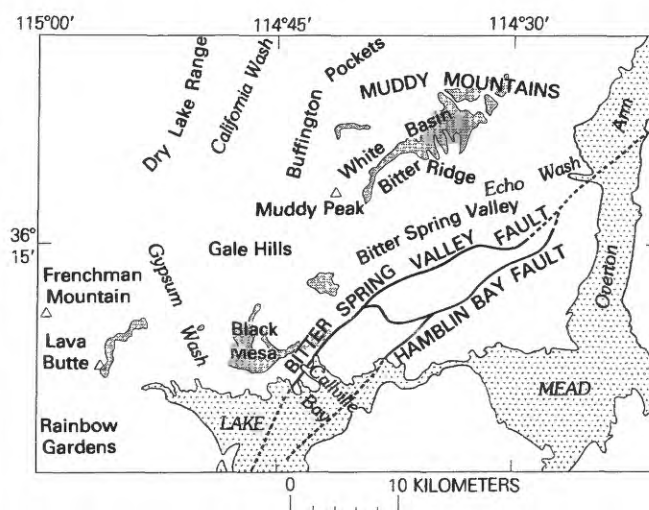 115°00′ 114°45′ 114°30′
Dry Lake Range
California Wash
Buffington Pockets
MUDDY MOUNTAINS
White Basin
Bitter Ridge
Muddy Peak
Echo Wash
Overton Arm
36°
15′
Bitter Spring Valley
Gale Hills
Gypsum Wash
Frenchman
Mountain
BITTER SPRING VALLEY FAULT
HAMBLIN BAY FAULT
Lava
Butte
Black
Mesa
Callville
Bay
LAKE MEAD
Rainbow
Gardens
0 10 KILOMETERS